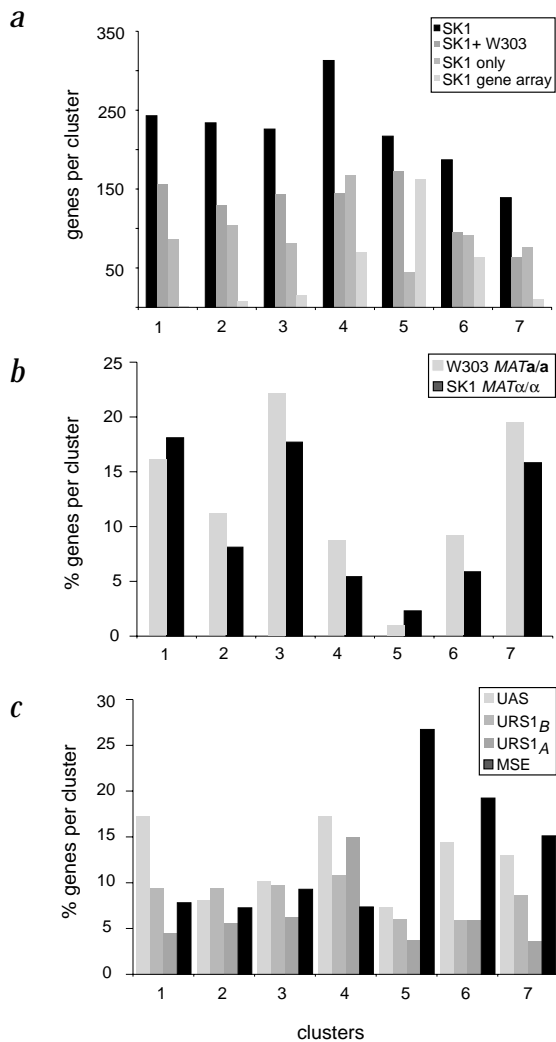 a
SK1
SK1+ W303
SK1 only
SK1 gene array
genes per cluster
350
250
150
50
1 2 3 4 5 6 7
b
W303 MATa/a
SK1 MATα/α
% genes per cluster
25
20
15
10
5
0
1 2 3 4 5 6 7
c
UAS
URS1B
URS1A
MSE
% genes per cluster
30
25
20
15
10
5
0
1 2 3 4 5 6 7
clusters